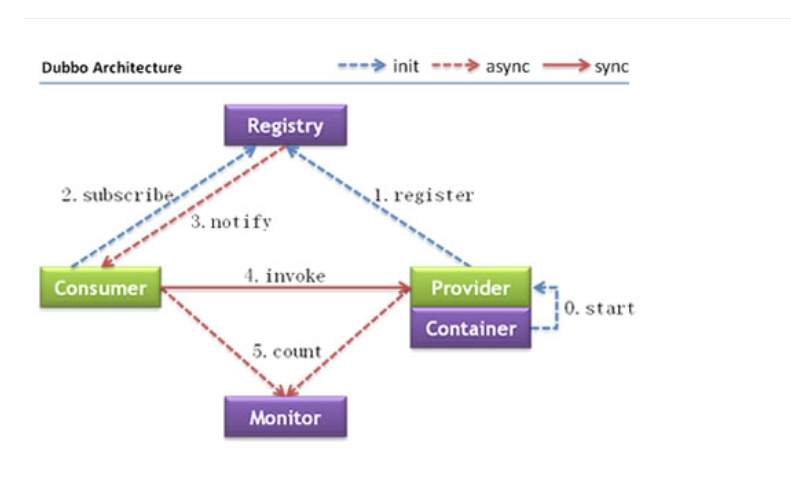 Dubbo Architecture
init
async
sync
Registry
2. subscribe
1. register
3. notify
Consumer
4. invoke
Provider
0. start
Container
5. count
Monitor